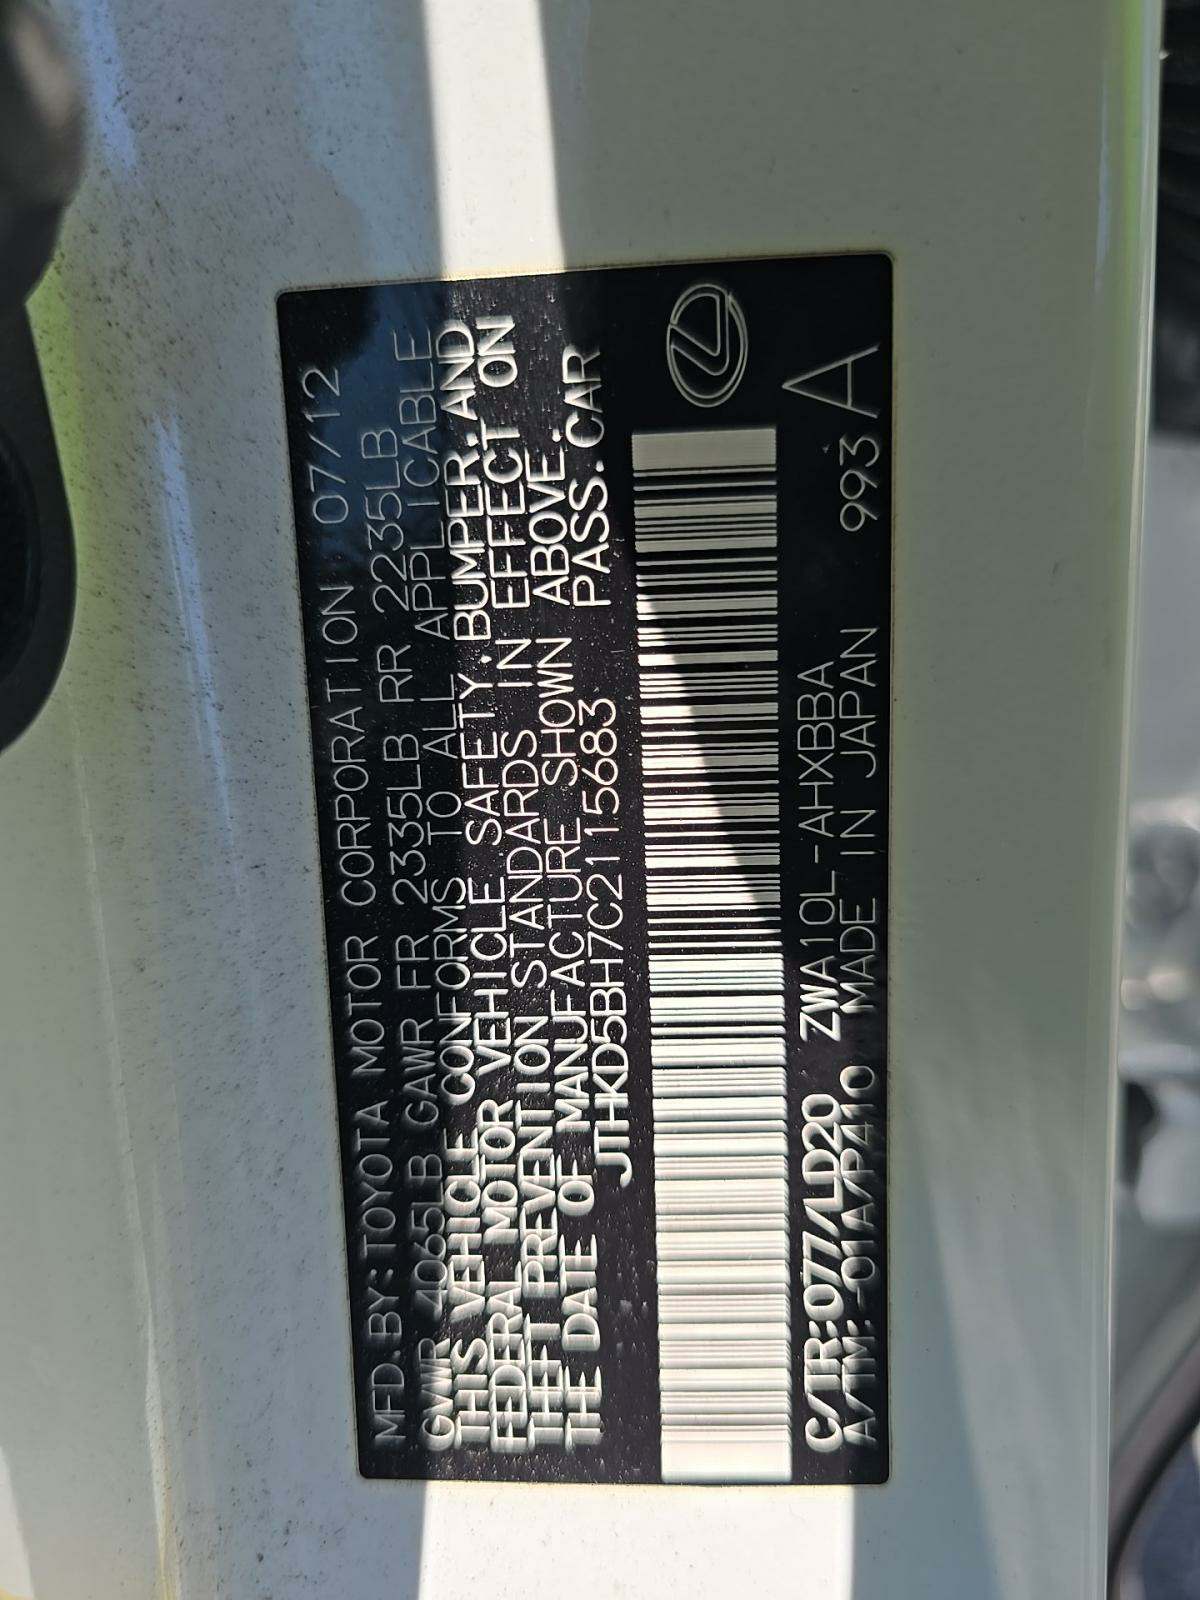 MFD.BY:TOYOTA MOTOR CORPORATION 07/12
GVWR 4065LB GAWR FR 2335LB RR 2235LB
THIS VEHICLE CONFORMS TO ALL APPLICABLE
FEDERAL MOTOR VEHICLE SAFETY, BUMPER, AND
THEFT PREVENTION STANDARDS IN EFFECT ON
THE DATE OF MANUFACTURE SHOWN ABOVE.
JTHKD5BH7C2115683 PASS.CAR
C/TR:077/LD20 ZWA10L-AHXBBA A
A/TM:-01A/P410 MADE IN JAPAN 993